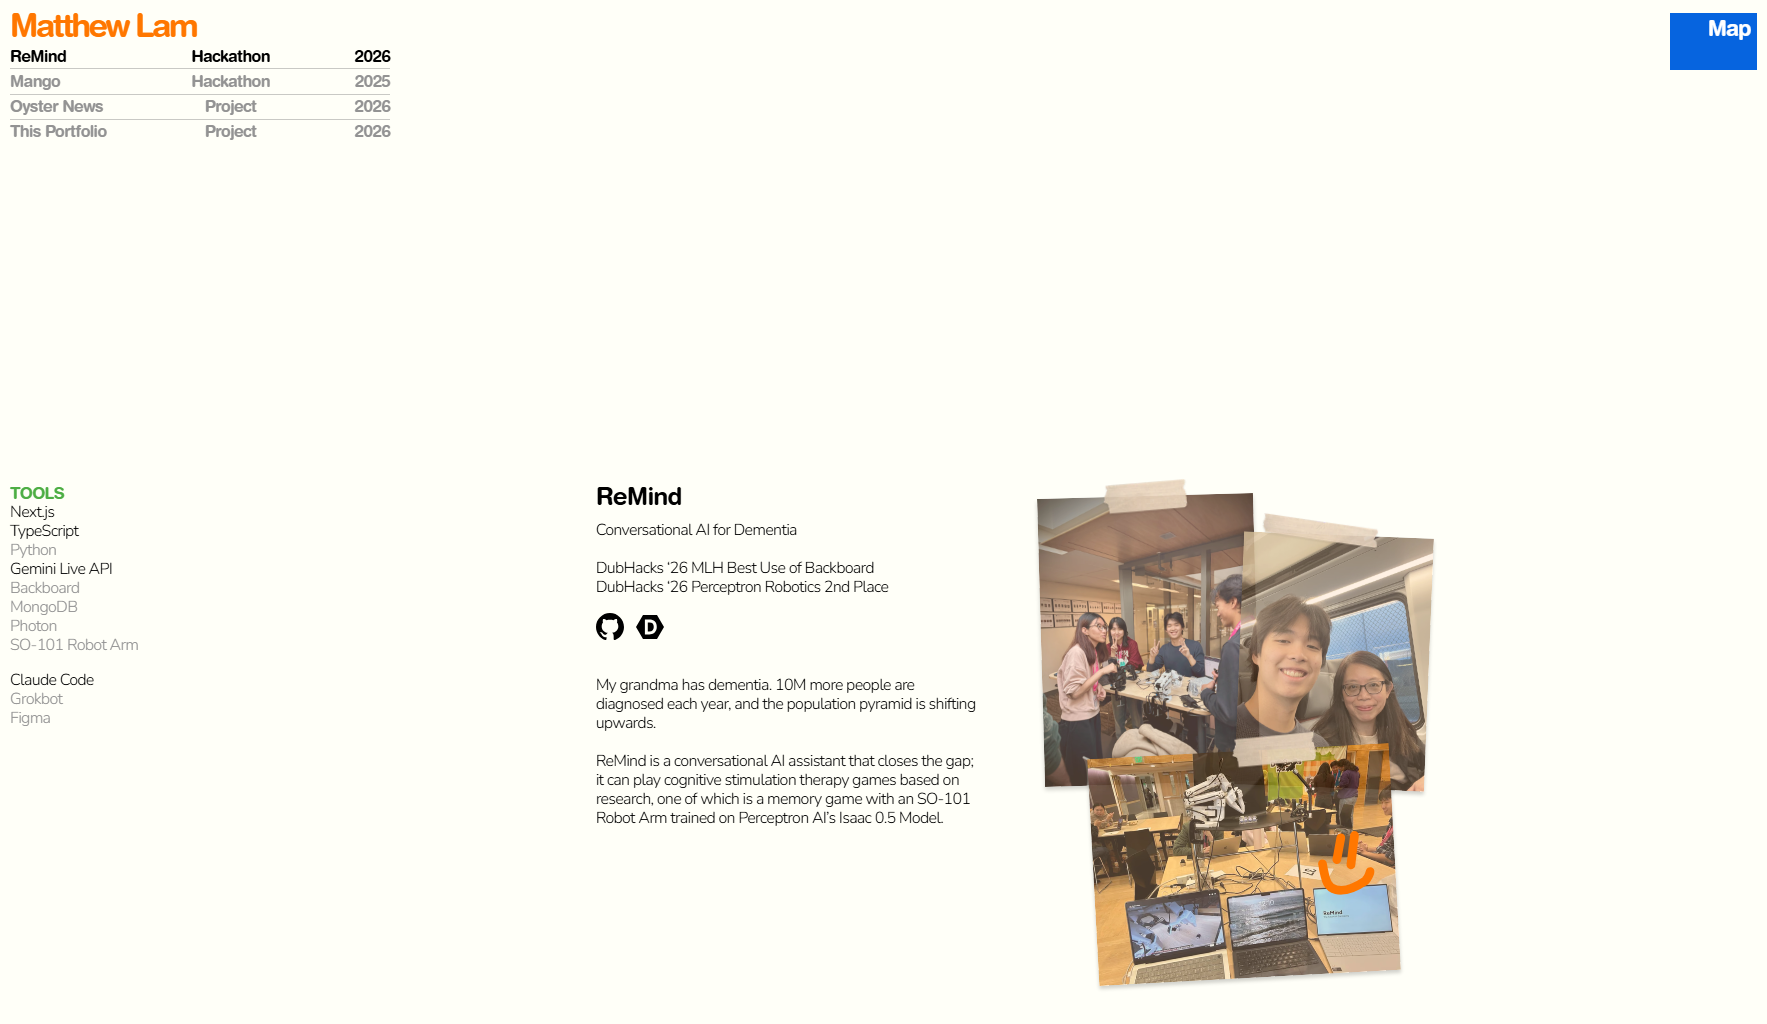 Matthew Lam
Map
ReMind Hackathon 2026
Mango Hackathon 2025
Oyster News Project 2026
This Portfolio Project 2026
TOOLS
Next.js
TypeScript
Python
Gemini Live API
Backboard
MongoDB
Photon
SO-101 Robot Arm
Claude Code
Grokbot
Figma
ReMind
Conversational AI for Dementia
DubHacks ‘26 MLH Best Use of Backboard
DubHacks ‘26 Perceptron Robotics 2nd Place
D
My grandma has dementia. 10M more people are
diagnosed each year, and the population pyramid is shifting
upwards.
ReMind is a conversational AI assistant that closes the gap;
it can play cognitive stimulation therapy games based on
research, one of which is a memory game with an SO-101
Robot Arm trained on Perceptron AI’s Isaac 0.5 Model.
ReMind